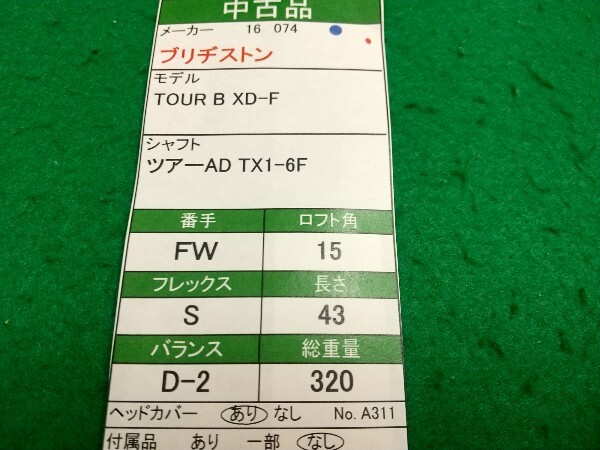 中古品
メーカー 16 074
ブリヂストン
モデル
TOUR B XD-F
シャフト
ツアーAD TX1-6F
番手 ロフト角
FW 15
フレックス 長さ
S 43
バランス 総重量
D-2 320
ヘッドカバー あり なし No. A311
付属品 あり 一部 なし